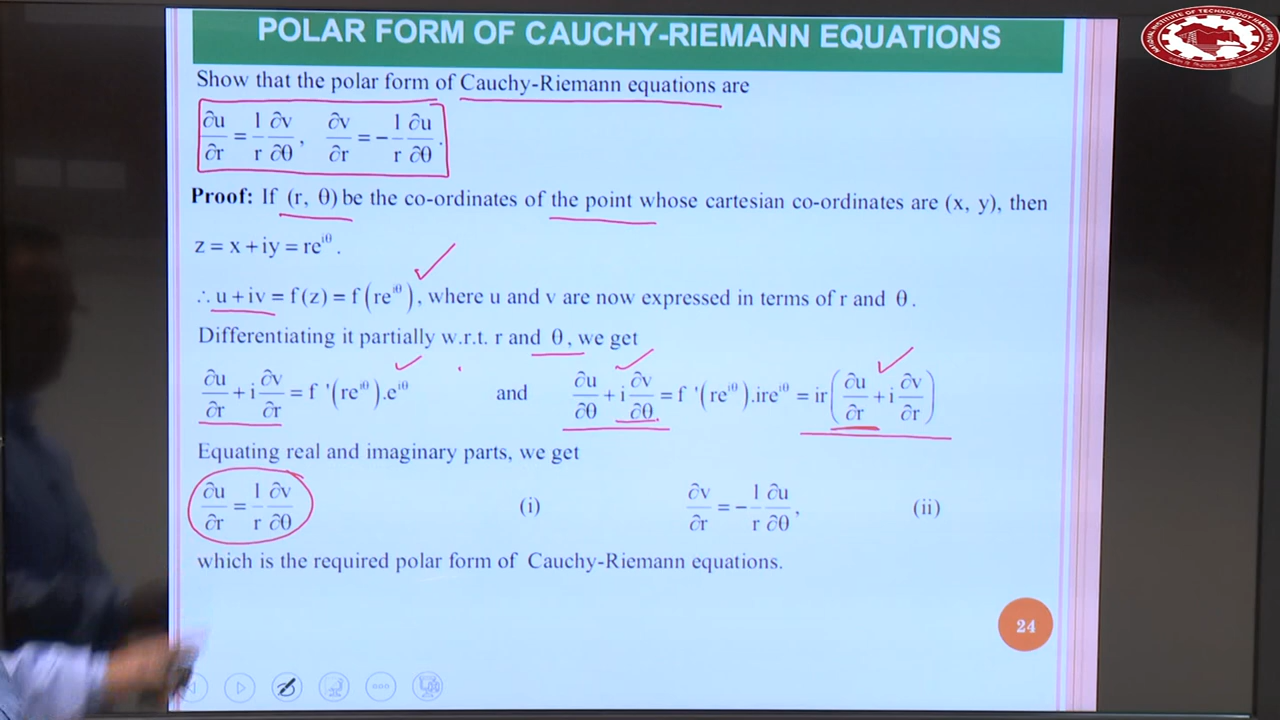 POLAR FORM OF CAUCHY-RIEMANN EQUATIONS
Show that the polar form of Cauchy-Riemann equations are
∂u/∂r = 1/r ∂v/∂θ, ∂v/∂r = -1/r ∂u/∂θ.
Proof: If (r, θ) be the co-ordinates of the point whose cartesian co-ordinates are (x, y), then
z = x + iy = re^{iθ}.
∴ u + iv = f(z) = f(re^{iθ}), where u and v are now expressed in terms of r and θ.
Differentiating it partially w.r.t. r and θ, we get
∂u/∂r + i ∂v/∂r = f '(re^{iθ}).e^{iθ} and ∂u/∂θ + i ∂v/∂θ = f '(re^{iθ}).ire^{iθ} = ir(∂u/∂r + i ∂v/∂r)
Equating real and imaginary parts, we get
∂u/∂r = 1/r ∂v/∂θ (i) ∂v/∂r = -1/r ∂u/∂θ, (ii)
which is the required polar form of Cauchy-Riemann equations.
24